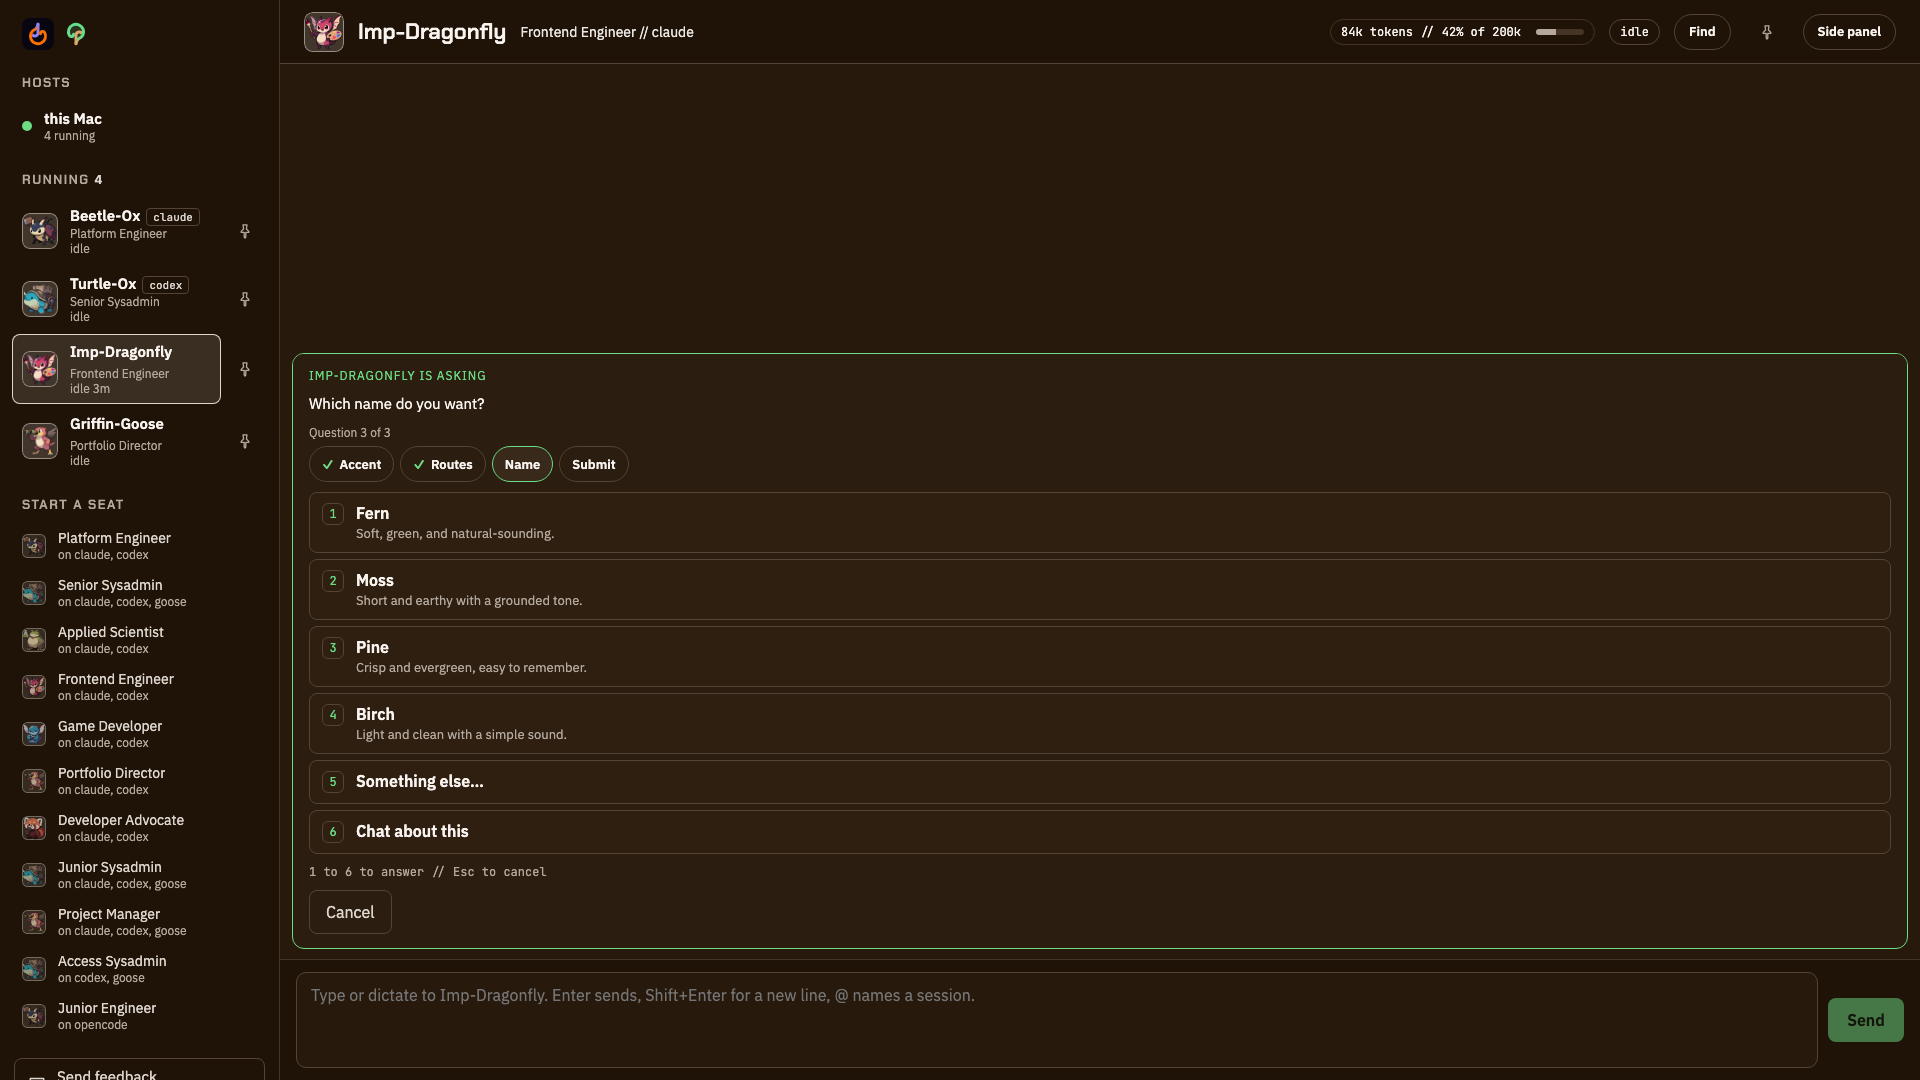 HOSTS
this Mac
4 running
RUNNING 4
Beetle-Ox claude
Platform Engineer
idle
Turtle-Ox codex
Senior Sysadmin
idle
Imp-Dragonfly
Frontend Engineer
idle 3m
Griffin-Goose
Portfolio Director
idle
START A SEAT
Platform Engineer
on claude, codex
Senior Sysadmin
on claude, codex, goose
Applied Scientist
on claude, codex
Frontend Engineer
on claude, codex
Game Developer
on claude, codex
Portfolio Director
on claude, codex
Developer Advocate
on claude, codex
Junior Sysadmin
on claude, codex, goose
Project Manager
on claude, codex, goose
Access Sysadmin
on codex, goose
Junior Engineer
on opencode
Send feedback
Imp-Dragonfly Frontend Engineer // claude
84k tokens // 42% of 200k
idle
Find
Side panel
IMP-DRAGONFLY IS ASKING
Which name do you want?
Question 3 of 3
✓ Accent ✓ Routes Name Submit
1 Fern
Soft, green, and natural-sounding.
2 Moss
Short and earthy with a grounded tone.
3 Pine
Crisp and evergreen, easy to remember.
4 Birch
Light and clean with a simple sound.
5 Something else...
6 Chat about this
1 to 6 to answer // Esc to cancel
Cancel
Type or dictate to Imp-Dragonfly. Enter sends, Shift+Enter for a new line, @ names a session.
Send